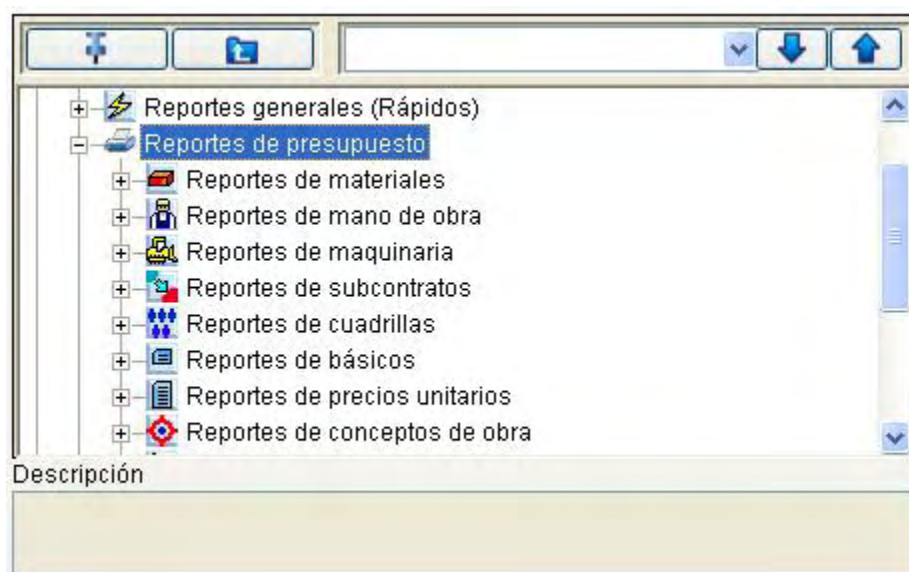 Reportes generales (Rápidos)
Reportes de presupuesto
Reportes de materiales
Reportes de mano de obra
Reportes de maquinaria
Reportes de subcontratos
Reportes de cuadrillas
Reportes de básicos
Reportes de precios unitarios
Reportes de conceptos de obra
Descripción